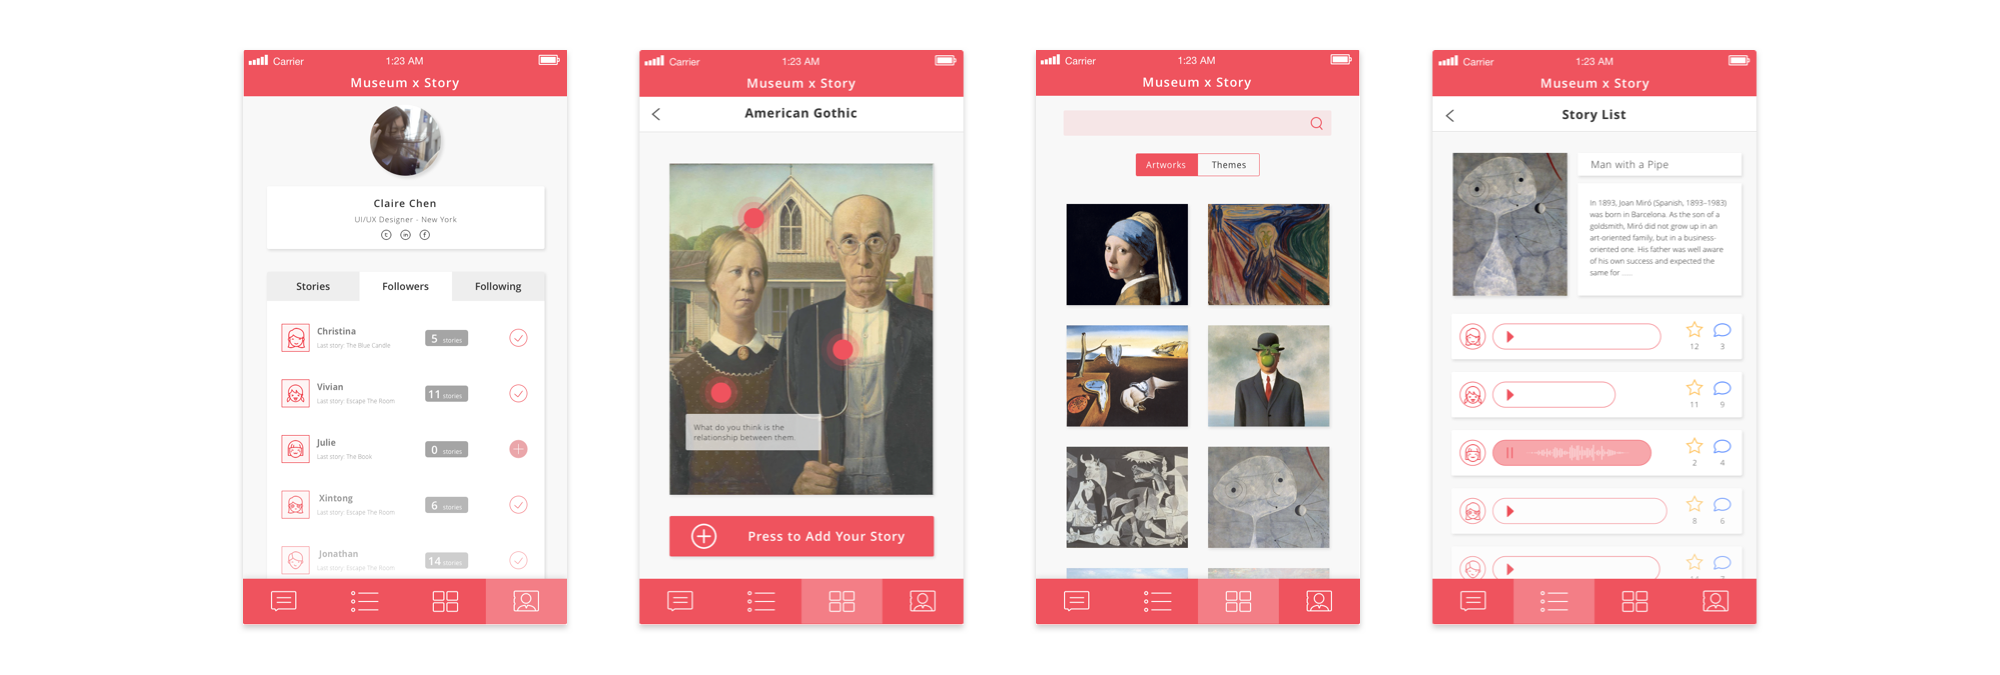 Carrier
1:23 AM
Museum x Story
Claire Chen
UI/UX Designer - New York
Stories
Followers
Following
Christina
Last story: The Blue Candle
5 stories
Vivian
Last story: Escape The Room
11 stories
Julie
Last story: The Book
0 stories
Xintong
Last story: Escape The Room
6 stories
Jonathan
Last story: Escape The Room
14 stories
Carrier
1:23 AM
Museum x Story
American Gothic
What do you think is the
relationship between them.
Press to Add Your Story
Carrier
1:23 AM
Museum x Story
Artworks
Themes
Carrier
1:23 AM
Museum x Story
Story List
Man with a Pipe
In 1893, Joan Miró (Spanish, 1893–1983)
was born in Barcelona. As the son of a
goldsmith, Miró did not grow up in an
art-oriented family, but in a business-
oriented one. His father was well aware
of his own success and expected the
same for .....
12
3
11
9
2
4
8
6